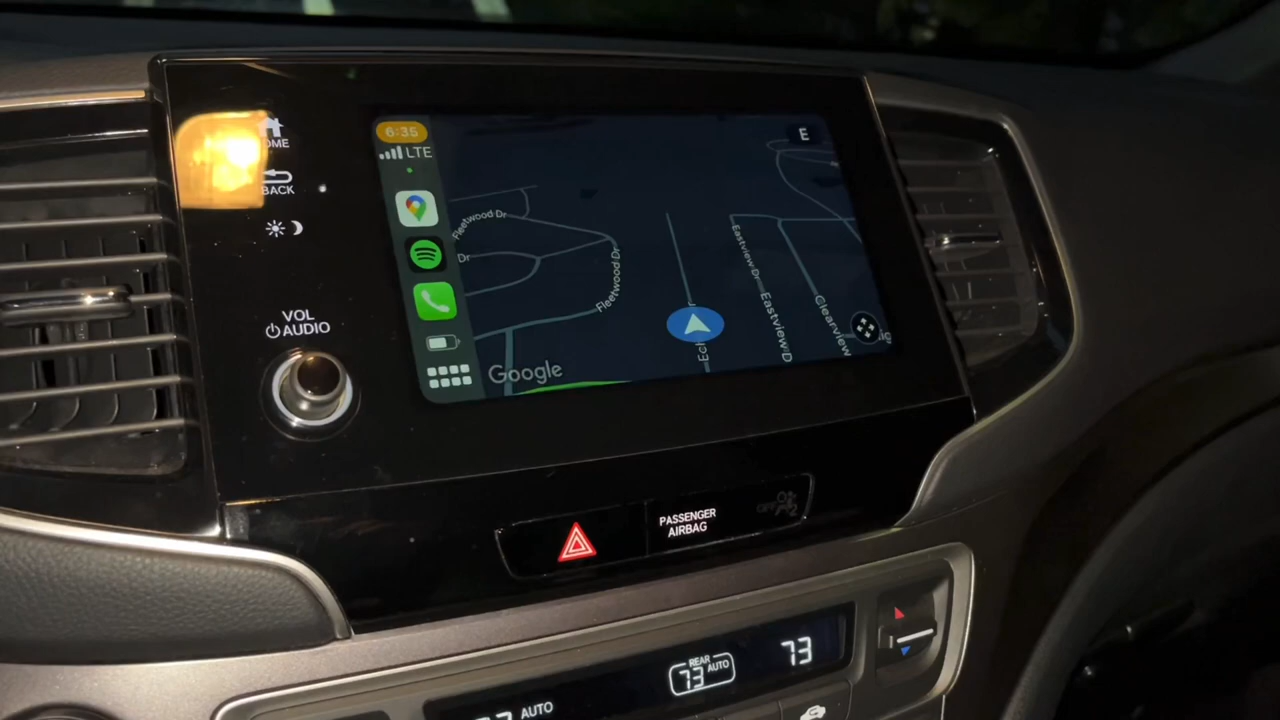 HOME
BACK
VOL
AUDIO
6:35
LTE
E
Fleetwood Dr
Dr
Fleetwood Dr
Eastview Dr
Eastview D
Clearview
Google
PASSENGER
AIRBAG
REAR
73 AUTO
73
AUTO